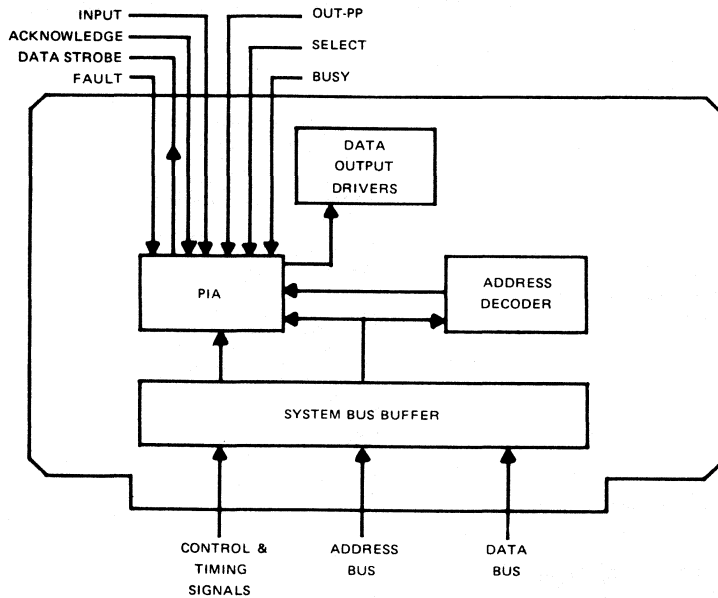 INPUT
ACKNOWLEDGE
DATA STROBE
FAULT
OUT-PP
SELECT
BUSY
DATA
OUTPUT
DRIVERS
PIA
ADDRESS
DECODER
SYSTEM BUS BUFFER
CONTROL &
TIMING
SIGNALS
ADDRESS
BUS
DATA
BUS